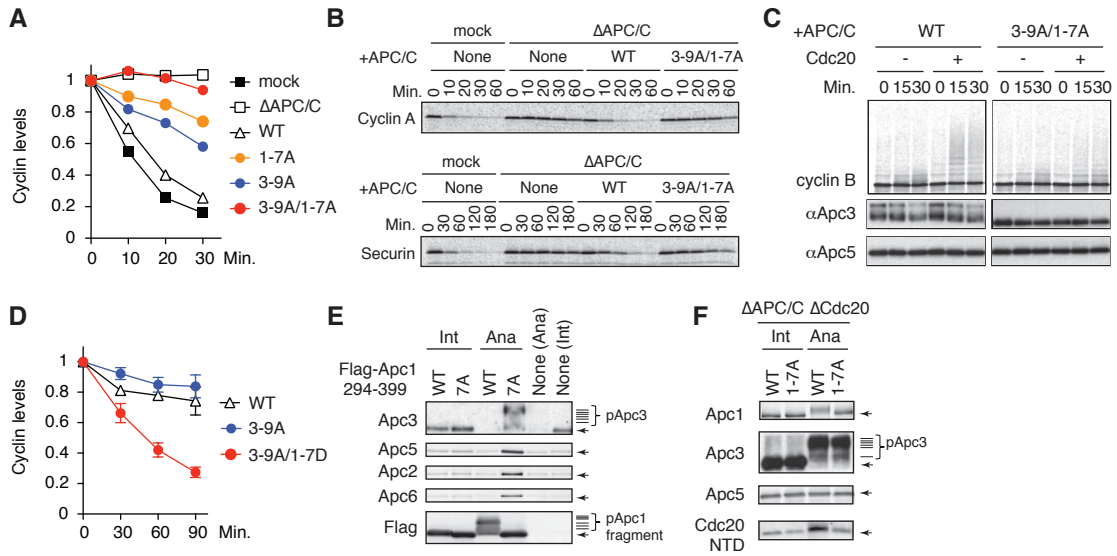 A
Cyclin levels
1
0.8
0.6
0.4
0.2
0
0 10 20 30 Min.
mock
ΔAPC/C
WT
1-7A
3-9A
3-9A/1-7A
B
mock ΔAPC/C
+APC/C None None WT 3-9A/1-7A
Min. 0 10 20 30 60 0 10 20 30 60 0 10 20 30 60 0 10 20 30 60
Cyclin A
mock ΔAPC/C
+APC/C None None WT 3-9A/1-7A
Min. 0 30 60 120 180 0 30 60 120 180 0 30 60 120 180 0 30 60 120 180
Securin
C
+APC/C WT 3-9A/1-7A
Cdc20 - + - +
Min. 0 15 30 0 15 30 0 15 30 0 15 30
cyclin B
αApc3
αApc5
D
Cyclin levels
1
0.8
0.6
0.4
0.2
0
0 30 60 90 Min.
WT
3-9A
3-9A/1-7D
E
Int Ana None (Ana) None (Int)
Flag-Apc1
294-399
WT 7A WT 7A
Apc3 pApc3
Apc5
Apc2
Apc6
Flag pApc1
fragment
F
ΔAPC/C ΔCdc20
Int Ana
WT 1-7A WT 1-7A
Apc1
Apc3 pApc3
Apc5
Cdc20
NTD